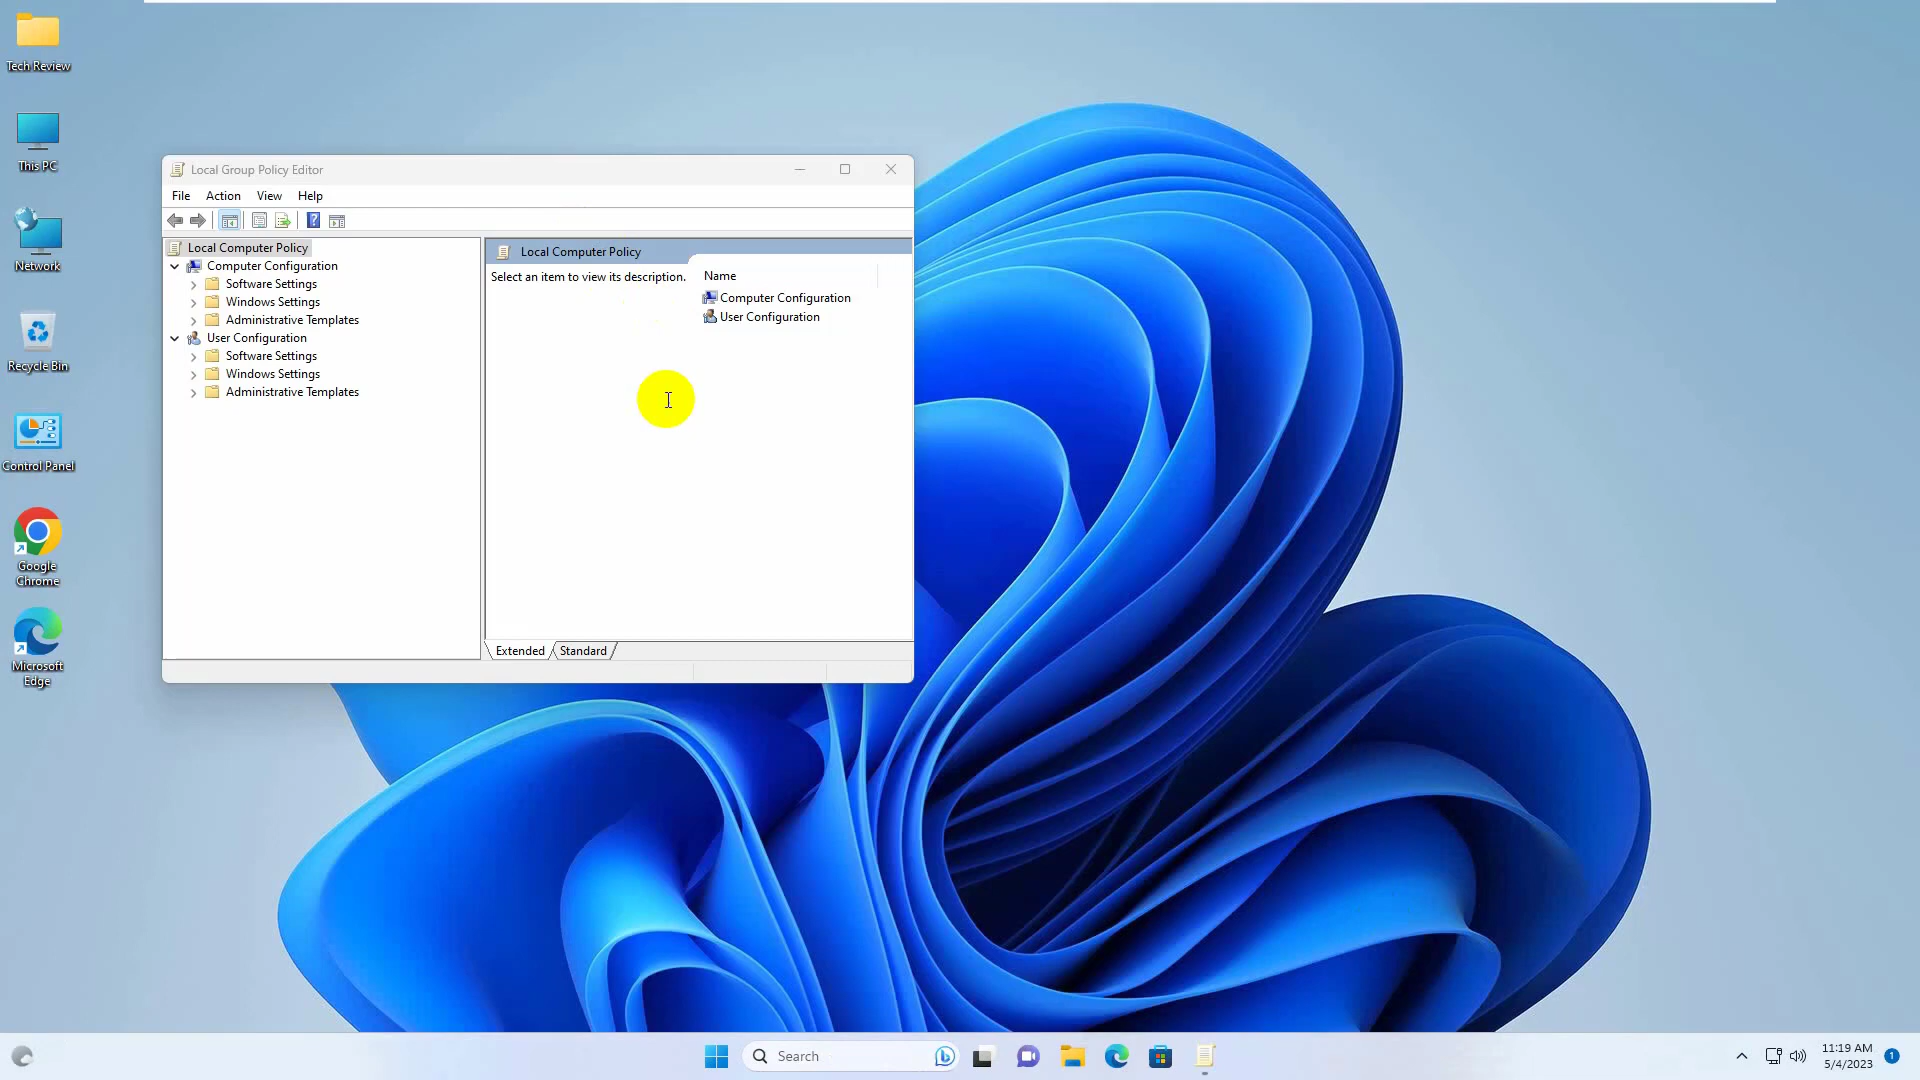 Tech Review
This PC
Network
Recycle Bin
Control Panel
Google
Chrome
Microsoft
Edge
Local Group Policy Editor
File Action View Help
Local Computer Policy
Computer Configuration
Software Settings
Windows Settings
Administrative Templates
User Configuration
Software Settings
Windows Settings
Administrative Templates
Local Computer Policy
Select an item to view its description.
Name
Computer Configuration
User Configuration
Extended Standard
Search
11:19 AM
5/4/2023
1